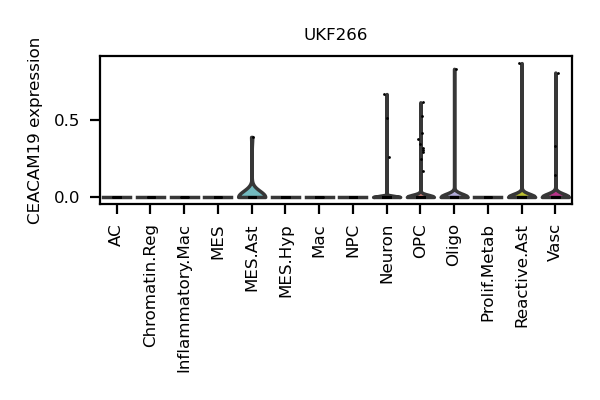 UKF266
CEACAM19 expression
0.5
0.0
AC
Chromatin.Reg
Inflammatory.Mac
MES
MES.Ast
MES.Hyp
Mac
NPC
Neuron
OPC
Oligo
Prolif.Metab
Reactive.Ast
Vasc